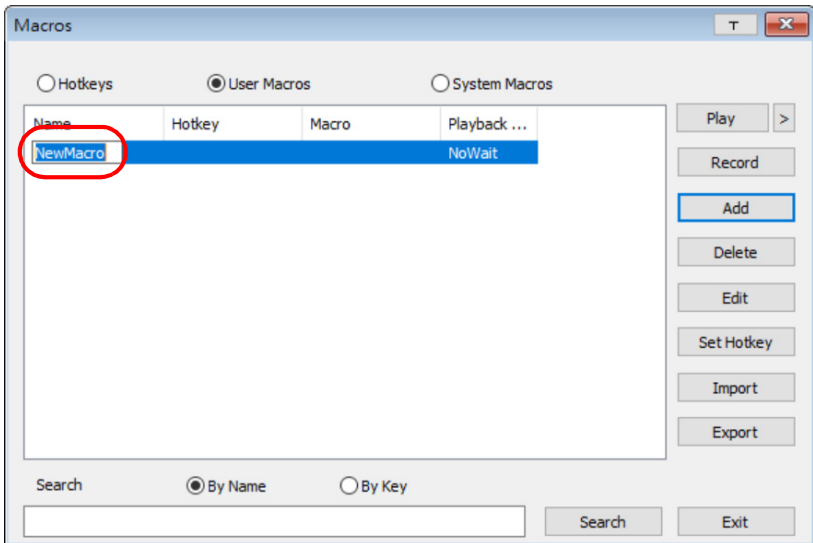 Macros
Hotkeys User Macros System Macros
Name Hotkey Macro Playback ...
NewMacro NoWait
Play >
Record
Add
Delete
Edit
Set Hotkey
Import
Export
Search By Name By Key
Search Exit